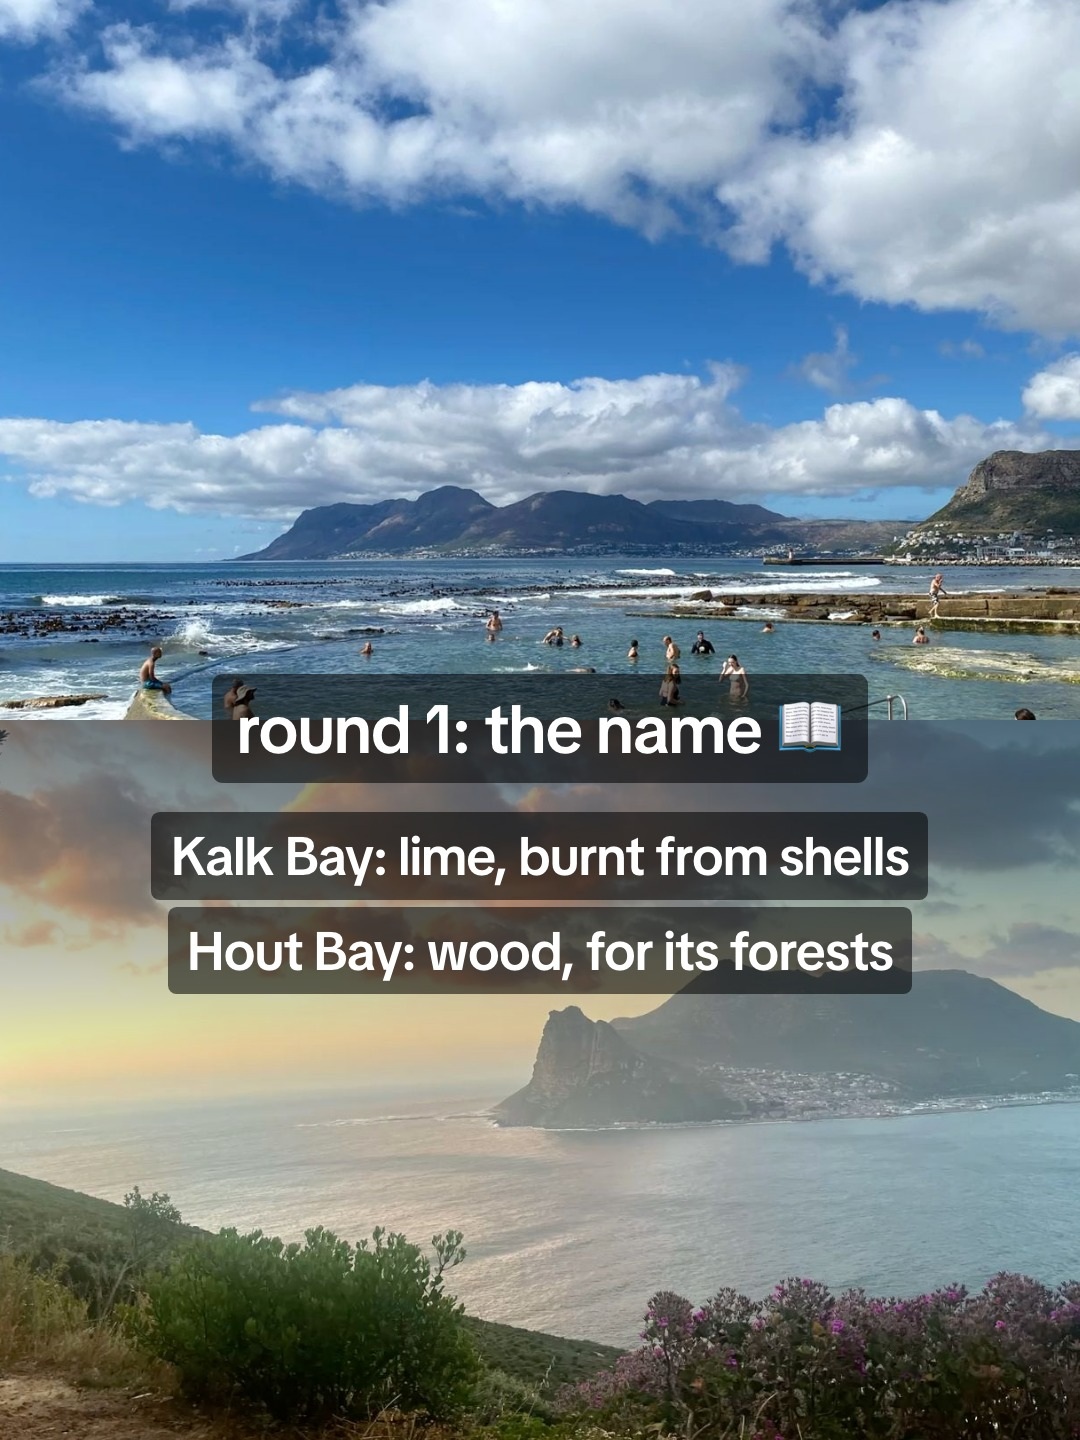 round 1: the name 📖
Kalk Bay: lime, burnt from shells
Hout Bay: wood, for its forests